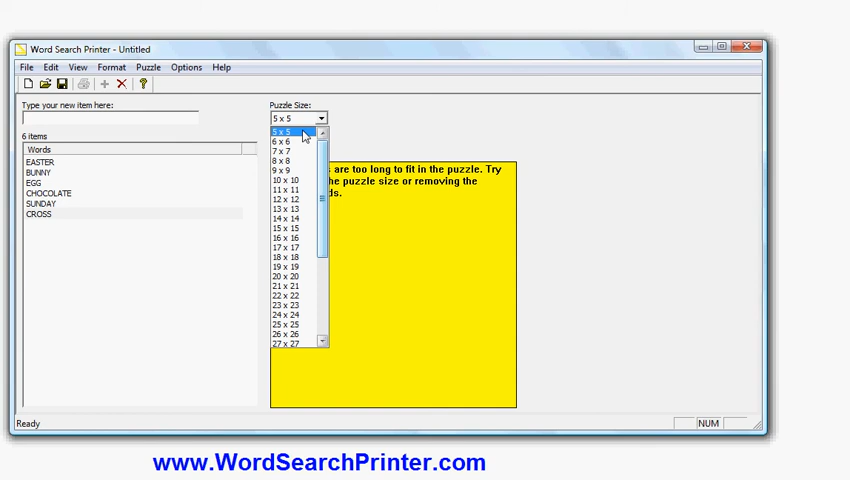 Word Search Printer - Untitled
File Edit View Format Puzzle Options Help
Type your new item here:
Puzzle Size:
5 x 5
6 items
Words
EASTER
BUNNY
EGG
CHOCOLATE
SUNDAY
CROSS
5 x 5
6 x 6
7 x 7
8 x 8
9 x 9
10 x 10
11 x 11
12 x 12
13 x 13
14 x 14
15 x 15
16 x 16
17 x 17
18 x 18
19 x 19
20 x 20
21 x 21
22 x 22
23 x 23
24 x 24
25 x 25
26 x 26
27 x 27
are too long to fit in the puzzle. Try
the puzzle size or removing the
Ready
NUM
www.WordSearchPrinter.com